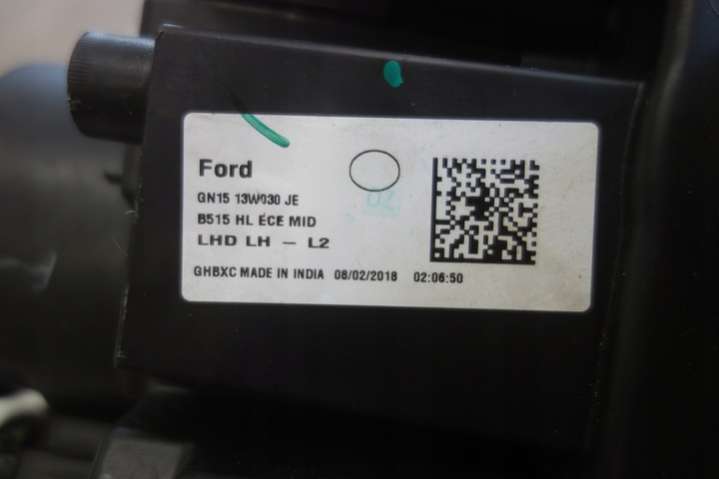 Ford
GN15 13W030 JE
B515 HL ECE MID
LHD LH - L2
GHBXC MADE IN INDIA 08/02/2018 02:06:50